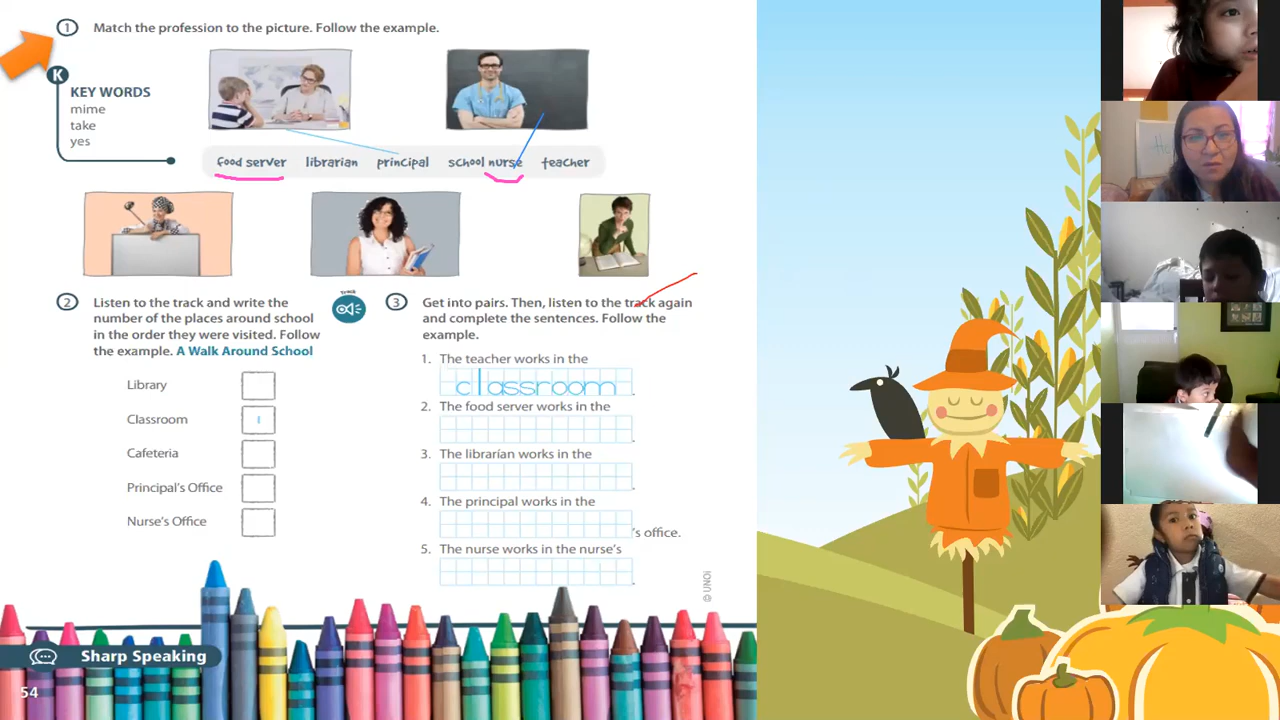 1 Match the profession to the picture. Follow the example.
K
KEY WORDS
mime
take
yes
food server librarian principal school nurse teacher
2 Listen to the track and write the
number of the places around school
in the order they were visited. Follow
the example. A Walk Around School
Track
Library
Classroom 1
Cafeteria
Principal's Office
Nurse's Office
3 Get into pairs. Then, listen to the track again
and complete the sentences. Follow the
example.
1. The teacher works in the
classroom.
2. The food server works in the
.
3. The librarian works in the
.
4. The principal works in the
's office.
5. The nurse works in the nurse's
.
© UNOi
Sharp Speaking
54